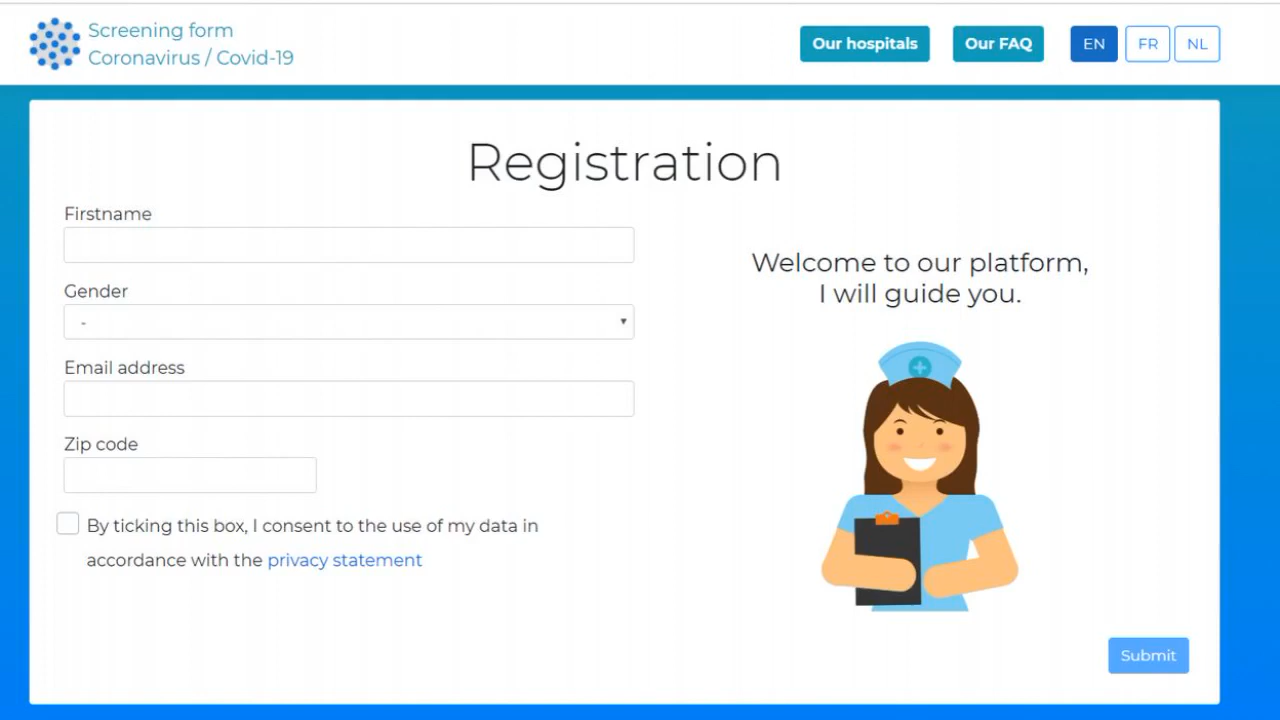 Screening form
Coronavirus / Covid-19
Our hospitals
Our FAQ
EN
FR
NL
Registration
Firstname
Gender
-
Email address
Zip code
By ticking this box, I consent to the use of my data in
accordance with the privacy statement
Welcome to our platform,
I will guide you.
Submit